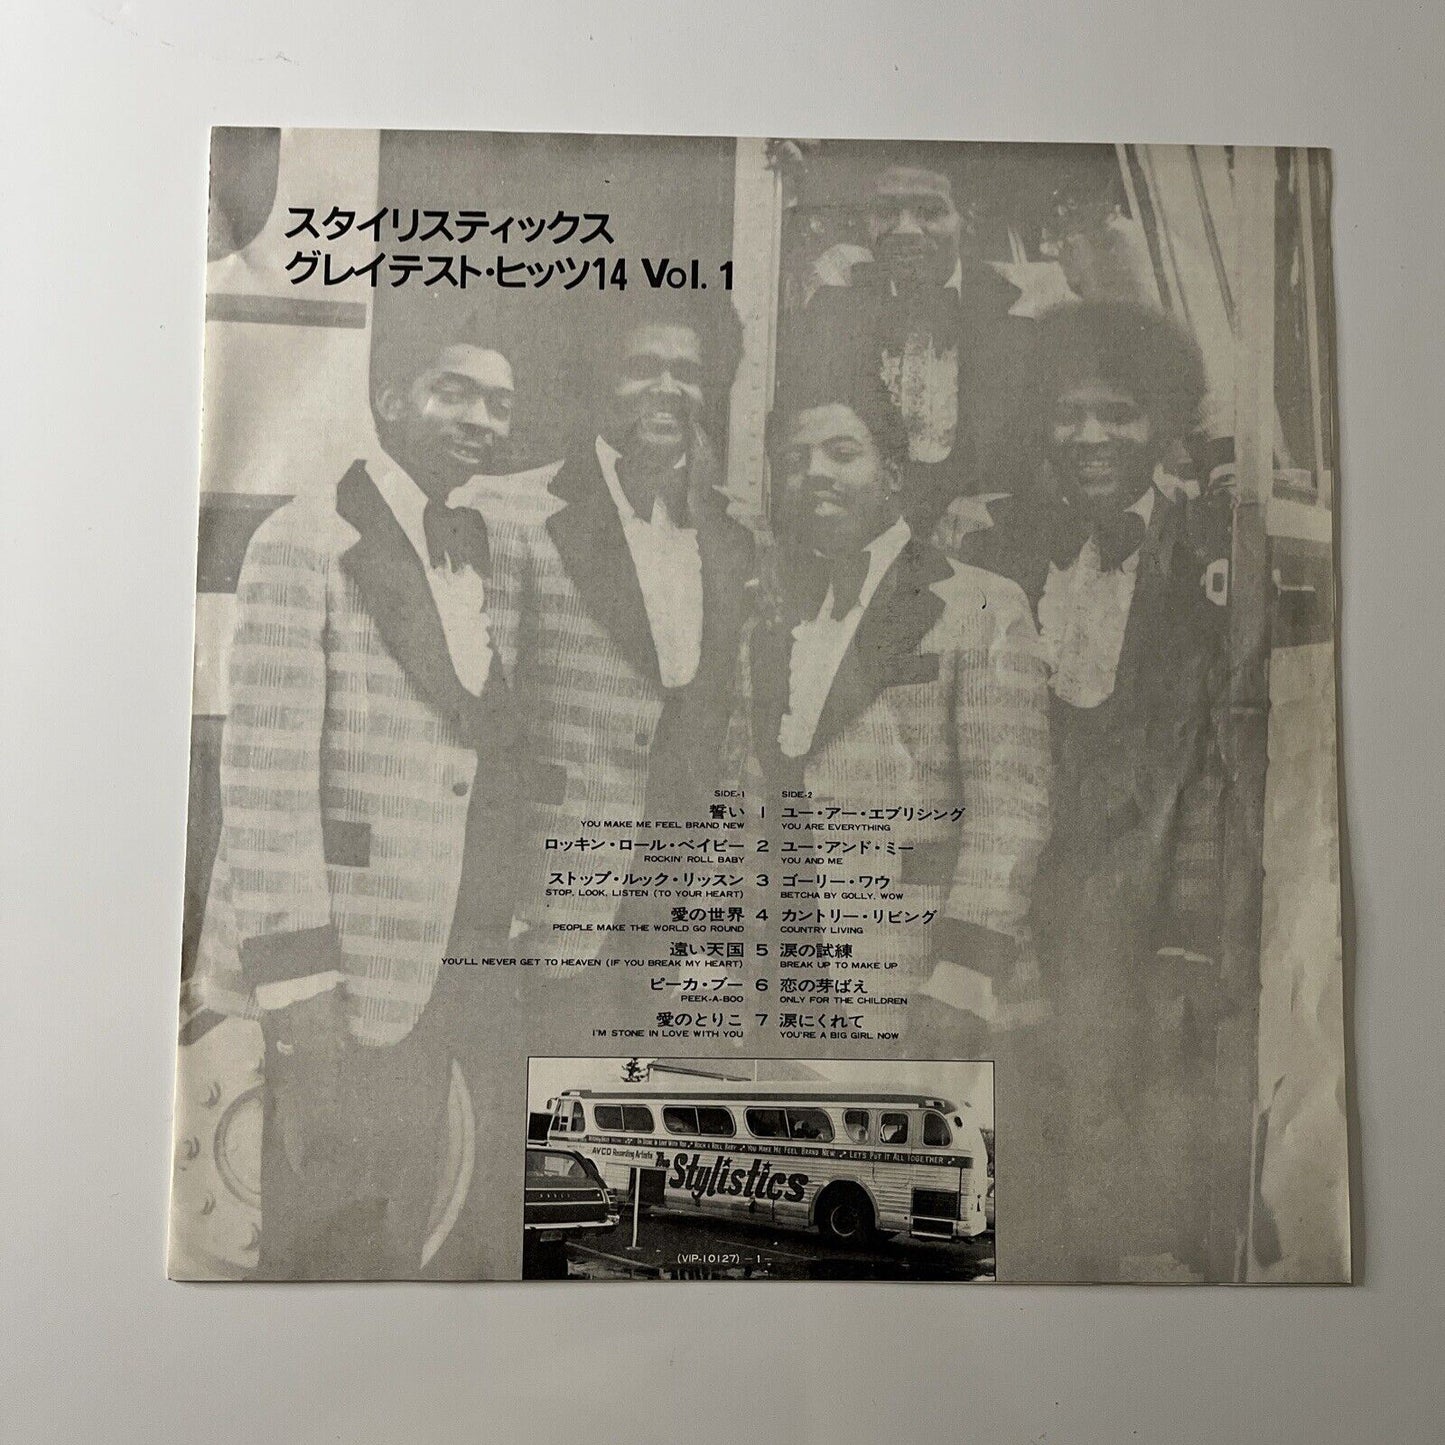 スタイリスティックス
グレイテスト・ヒッツ14 Vol. 1
SIDE-1
誓い 1
YOU MAKE ME FEEL BRAND NEW
ロッキン・ロール・ベイビー 2
ROCKIN' ROLL BABY
ストップ・ルック・リッスン 3
STOP, LOOK, LISTEN (TO YOUR HEART)
愛の世界 4
PEOPLE MAKE THE WORLD GO ROUND
遠い天国 5
YOU'LL NEVER GET TO HEAVEN (IF YOU BREAK MY HEART)
ピーカ・ブー 6
PEEK-A-BOO
愛のとりこ 7
I'M STONE IN LOVE WITH YOU
SIDE-2
ユー・アー・エブリシング
YOU ARE EVERYTHING
ユー・アンド・ミー
YOU AND ME
ゴーリー・ワウ
BETCHA BY GOLLY, WOW
カントリー・リビング
COUNTRY LIVING
涙の試練
BREAK UP TO MAKE UP
恋の芽ばえ
ONLY FOR THE CHILDREN
涙にくれて
YOU'RE A BIG GIRL NOW
I'M STONE IN LOVE WITH YOU ROCK & ROLL BABY YOU MAKE ME FEEL BRAND NEW LET'S PUT IT ALL TOGETHER
AVCO Recording Artists The Stylistics
(VIP-10127) -1-